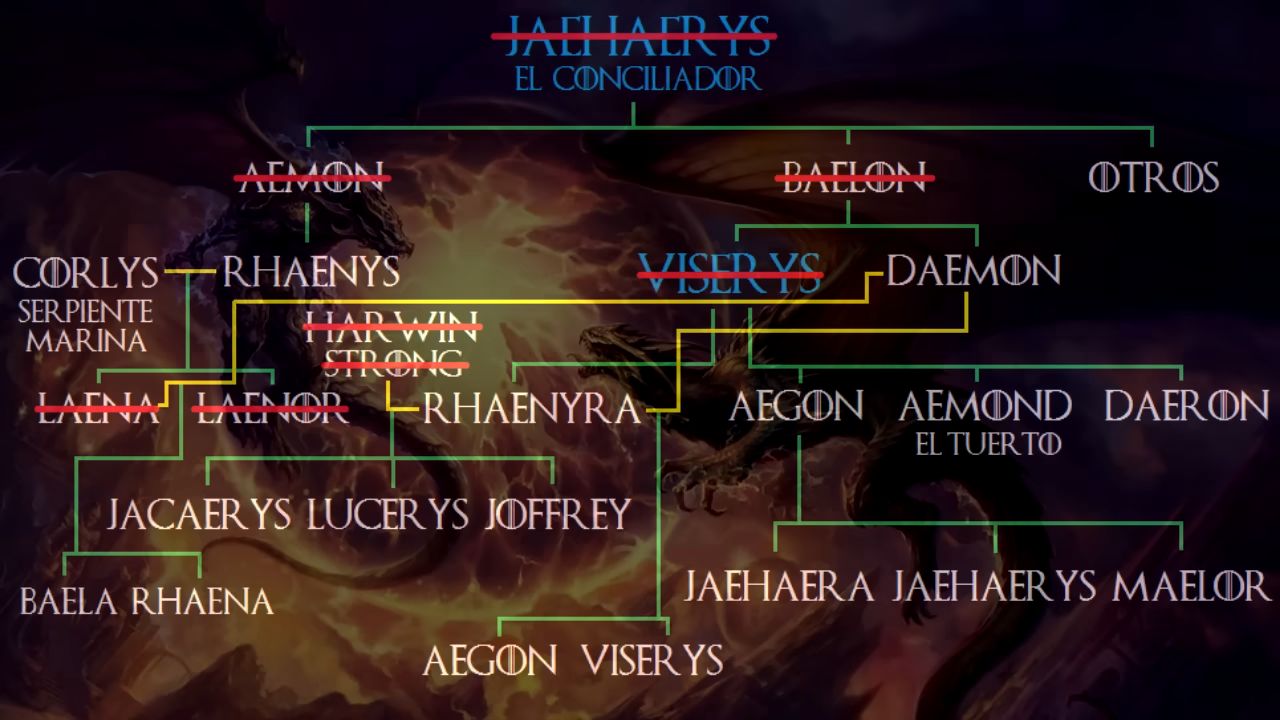 JAEHAERYS
EL CONCILIADOR
AEMON
BAELON
OTROS
CORLYS
SERPIENTE
MARINA
RHAENYS
VISERYS
DAEMON
HARWIN
STRONG
LAENA
LAENOR
RHAENYRA
AEGON
AEMOND
EL TUERTO
DAERON
JACAERYS LUCERYS JOFFREY
JAEHAERA JAEHAERYS MAELOR
BAELA RHAENA
AEGON VISERYS